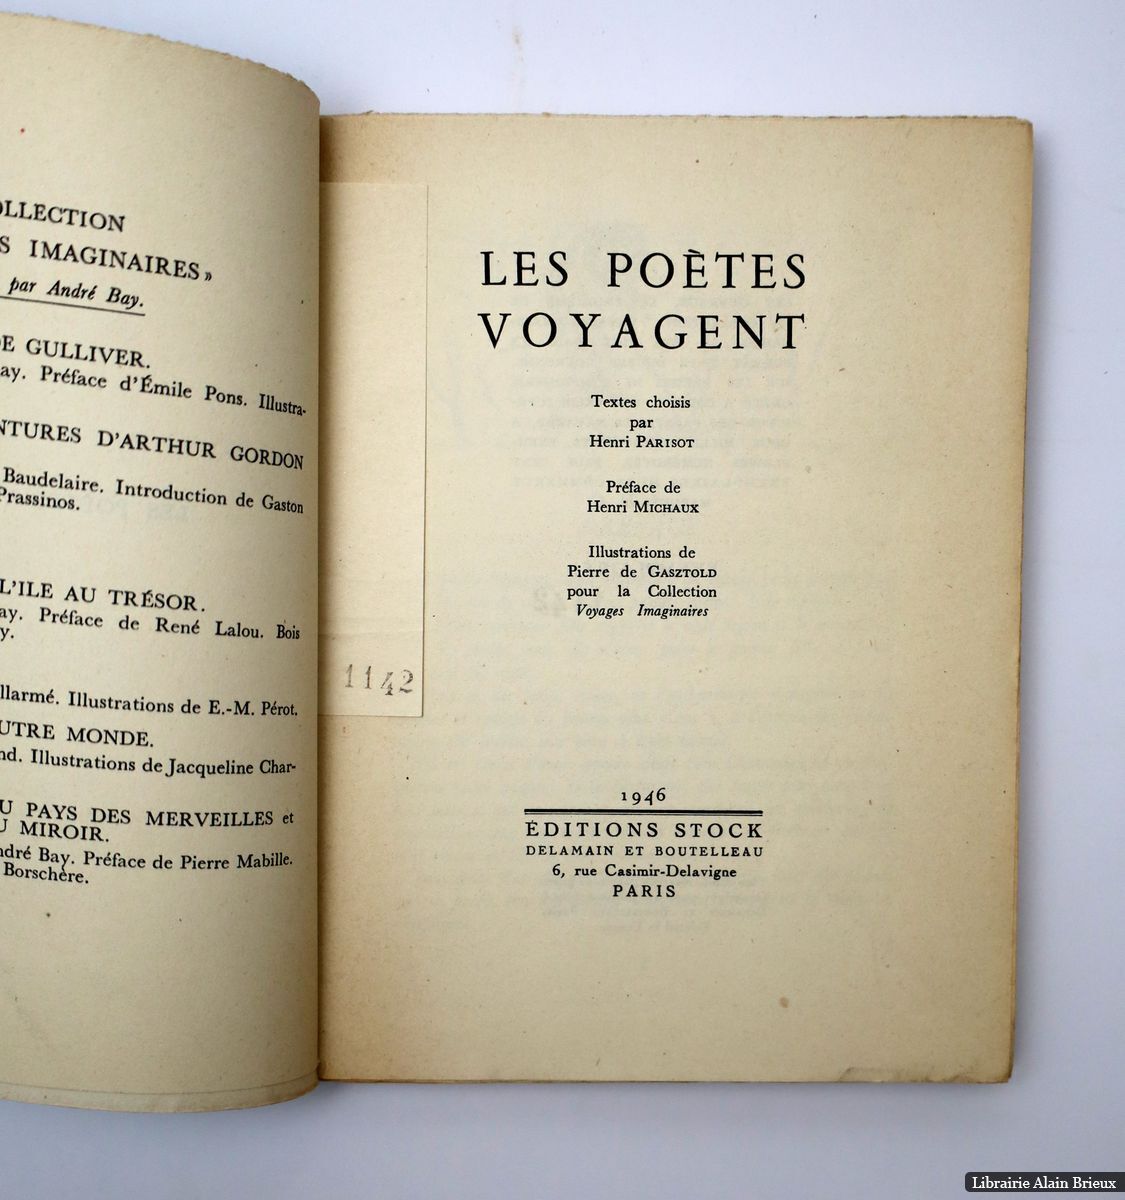 OLLECTION
S IMAGINAIRES»
par André Bay.
E GULLIVER.
ay. Préface d'Émile Pons. Illustra-
NTURES D'ARTHUR GORDON
Baudelaire. Introduction de Gaston
Prassinos.
L'ILE AU TRÉSOR.
ay. Préface de René Lalou. Bois
y.
llarmé. Illustrations de E.-M. Pérot.
UTRE MONDE.
nd. Illustrations de Jacqueline Char-
U PAYS DES MERVEILLES et
U MIROIR.
ndré Bay. Préface de Pierre Mabille.
Borschère.
1142
LES POÈTES
VOYAGENT
Textes choisis
par
Henri PARISOT
Préface de
Henri MICHAUX
Illustrations de
Pierre de GASZTOLD
pour la Collection
Voyages Imaginaires
1946
ÉDITIONS STOCK
DELAMAIN ET BOUTELLEAU
6, rue Casimir-Delavigne
PARIS
Librairie Alain Brieux